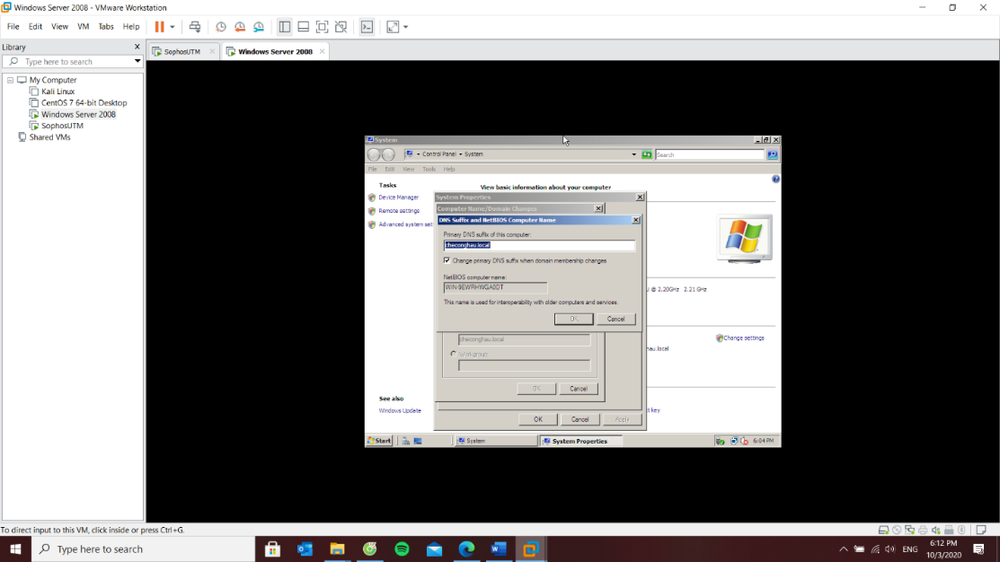 Windows Server 2008 - VMware Workstation
File Edit View VM Tabs Help
Library
Type here to search
SophosUTM
Windows Server 2008
My Computer
Kali Linux
CentOS 7 64-bit Desktop
Windows Server 2008
SophosUTM
Shared VMs
System
Control Panel System
Search
File Edit View Tools Help
Tasks
Device Manager
Remote settings
Advanced system set
View basic information about your computer
System Properties
Computer Name/Domain Changes
DNS Suffix and NetBIOS Computer Name
Primary DNS suffix of this computer:
checonghau.local
Change primary DNS suffix when domain membership changes
NetBIOS computer name:
This name is used for interoperability with older computers and services.
OK Cancel
U @ 2.20GHz 2.21 GHz
Change settings
checonghau.local
au.local
Workgroup:
OK Cancel
See also
Windows Update
t key
OK Cancel Apply
Start
System
System Properties
6:04 PM
To direct input to this VM, click inside or press Ctrl+G.
Type here to search
ENG
6:12 PM
10/3/2020